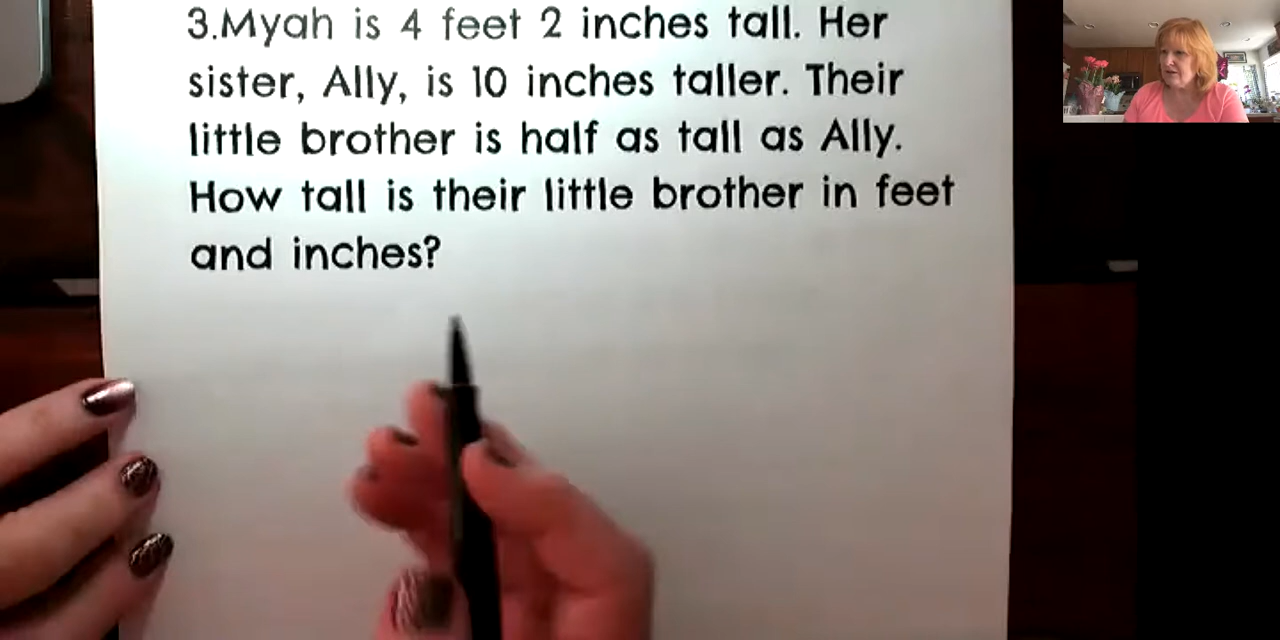 3.Myah is 4 feet 2 inches tall. Her
sister, Ally, is 10 inches taller. Their
little brother is half as tall as Ally.
How tall is their little brother in feet
and inches?